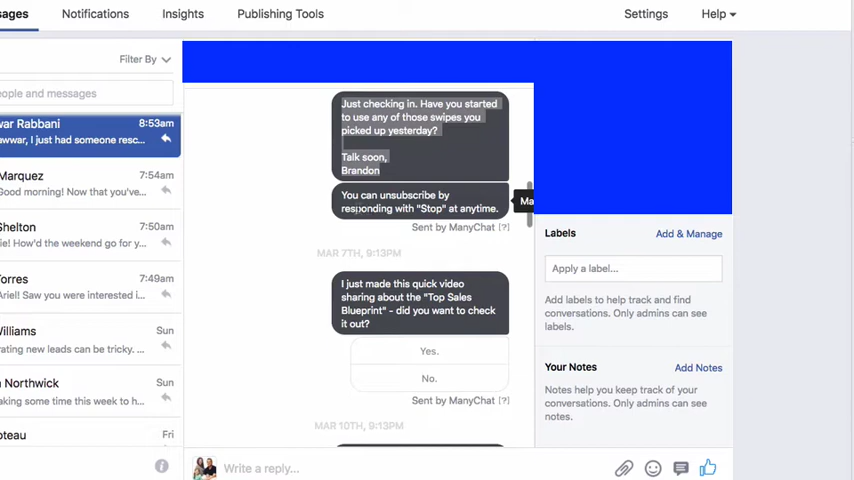 sages Notifications Insights Publishing Tools Settings Help
Filter By
eople and messages
war Rabbani 8:53am
awwar, I just had someone resc...
Marquez 7:54am
Good morning! Now that you've...
Shelton 7:50am
ie! How'd the weekend go for y...
Torres 7:49am
Ariel! Saw you were interested i...
Williams Sun
rating new leads can be tricky. ...
n Northwick Sun
aking some time this week to h...
oteau Fri
Just checking in. Have you started
to use any of those swipes you
picked up yesterday?
Talk soon,
Brandon
You can unsubscribe by
responding with "Stop" at anytime.
Ma
Sent by ManyChat [?]
MAR 7TH, 9:13PM
I just made this quick video
sharing about the "Top Sales
Blueprint" - did you want to check
it out?
Yes.
No.
Sent by ManyChat [?]
MAR 10TH, 9:13PM
Write a reply...
Labels Add & Manage
Apply a label...
Add labels to help track and find
conversations. Only admins can see
labels.
Your Notes Add Notes
Notes help you keep track of your
conversations. Only admins can see
notes.